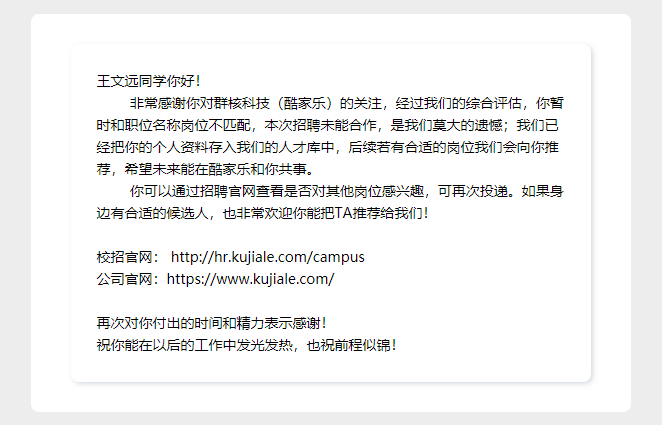 王文远同学你好！
非常感谢你对群核科技（酷家乐）的关注，经过我们的综合评估，你暂
时和职位名称岗位不匹配，本次招聘未能合作，是我们莫大的遗憾；我们已
经把你的个人资料存入我们的人才库中，后续若有合适的岗位我们会向你推
荐，希望未来能在酷家乐和你共事。
你可以通过招聘官网查看是否对其他岗位感兴趣，可再次投递。如果身
边有合适的候选人，也非常欢迎你能把TA推荐给我们！
校招官网： http://hr.kujiale.com/campus
公司官网：https://www.kujiale.com/
再次对你付出的时间和精力表示感谢！
祝你能在以后的工作中发光发热，也祝前程似锦！